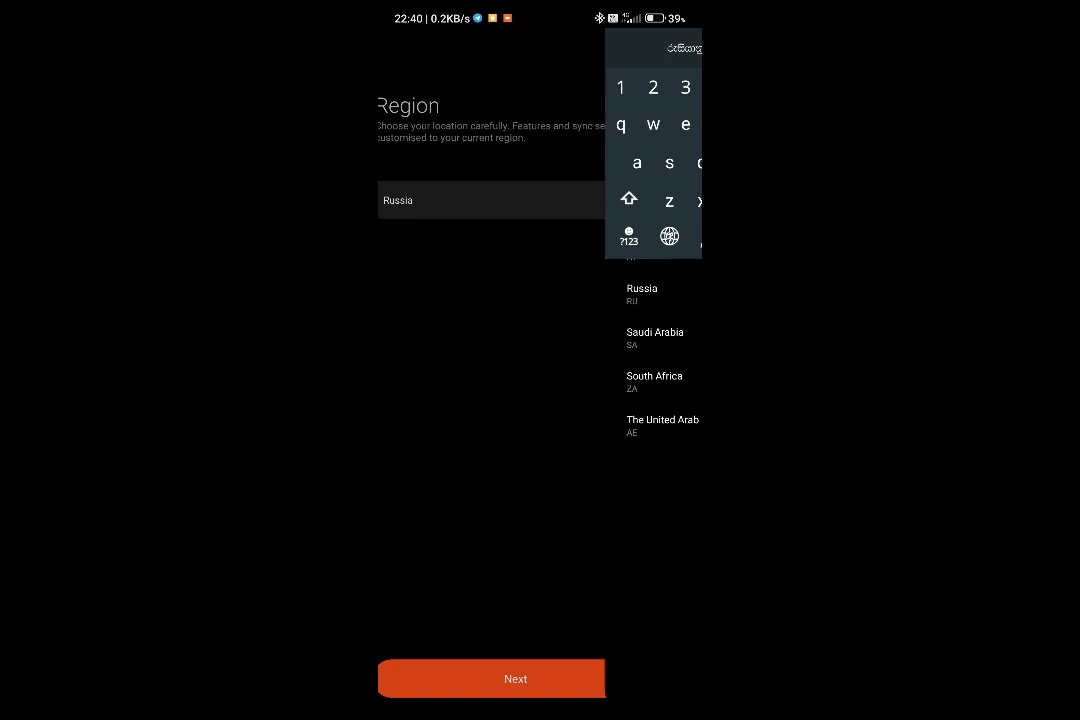 22:40 | 0.2KB/s
4G
39%
රුසියානු
1 2 3
q w e
a s
z
?123
Region
Choose your location carefully. Features and sync se
customised to your current region.
Russia
Russia
RU
Saudi Arabia
SA
South Africa
ZA
The United Arab
AE
Next